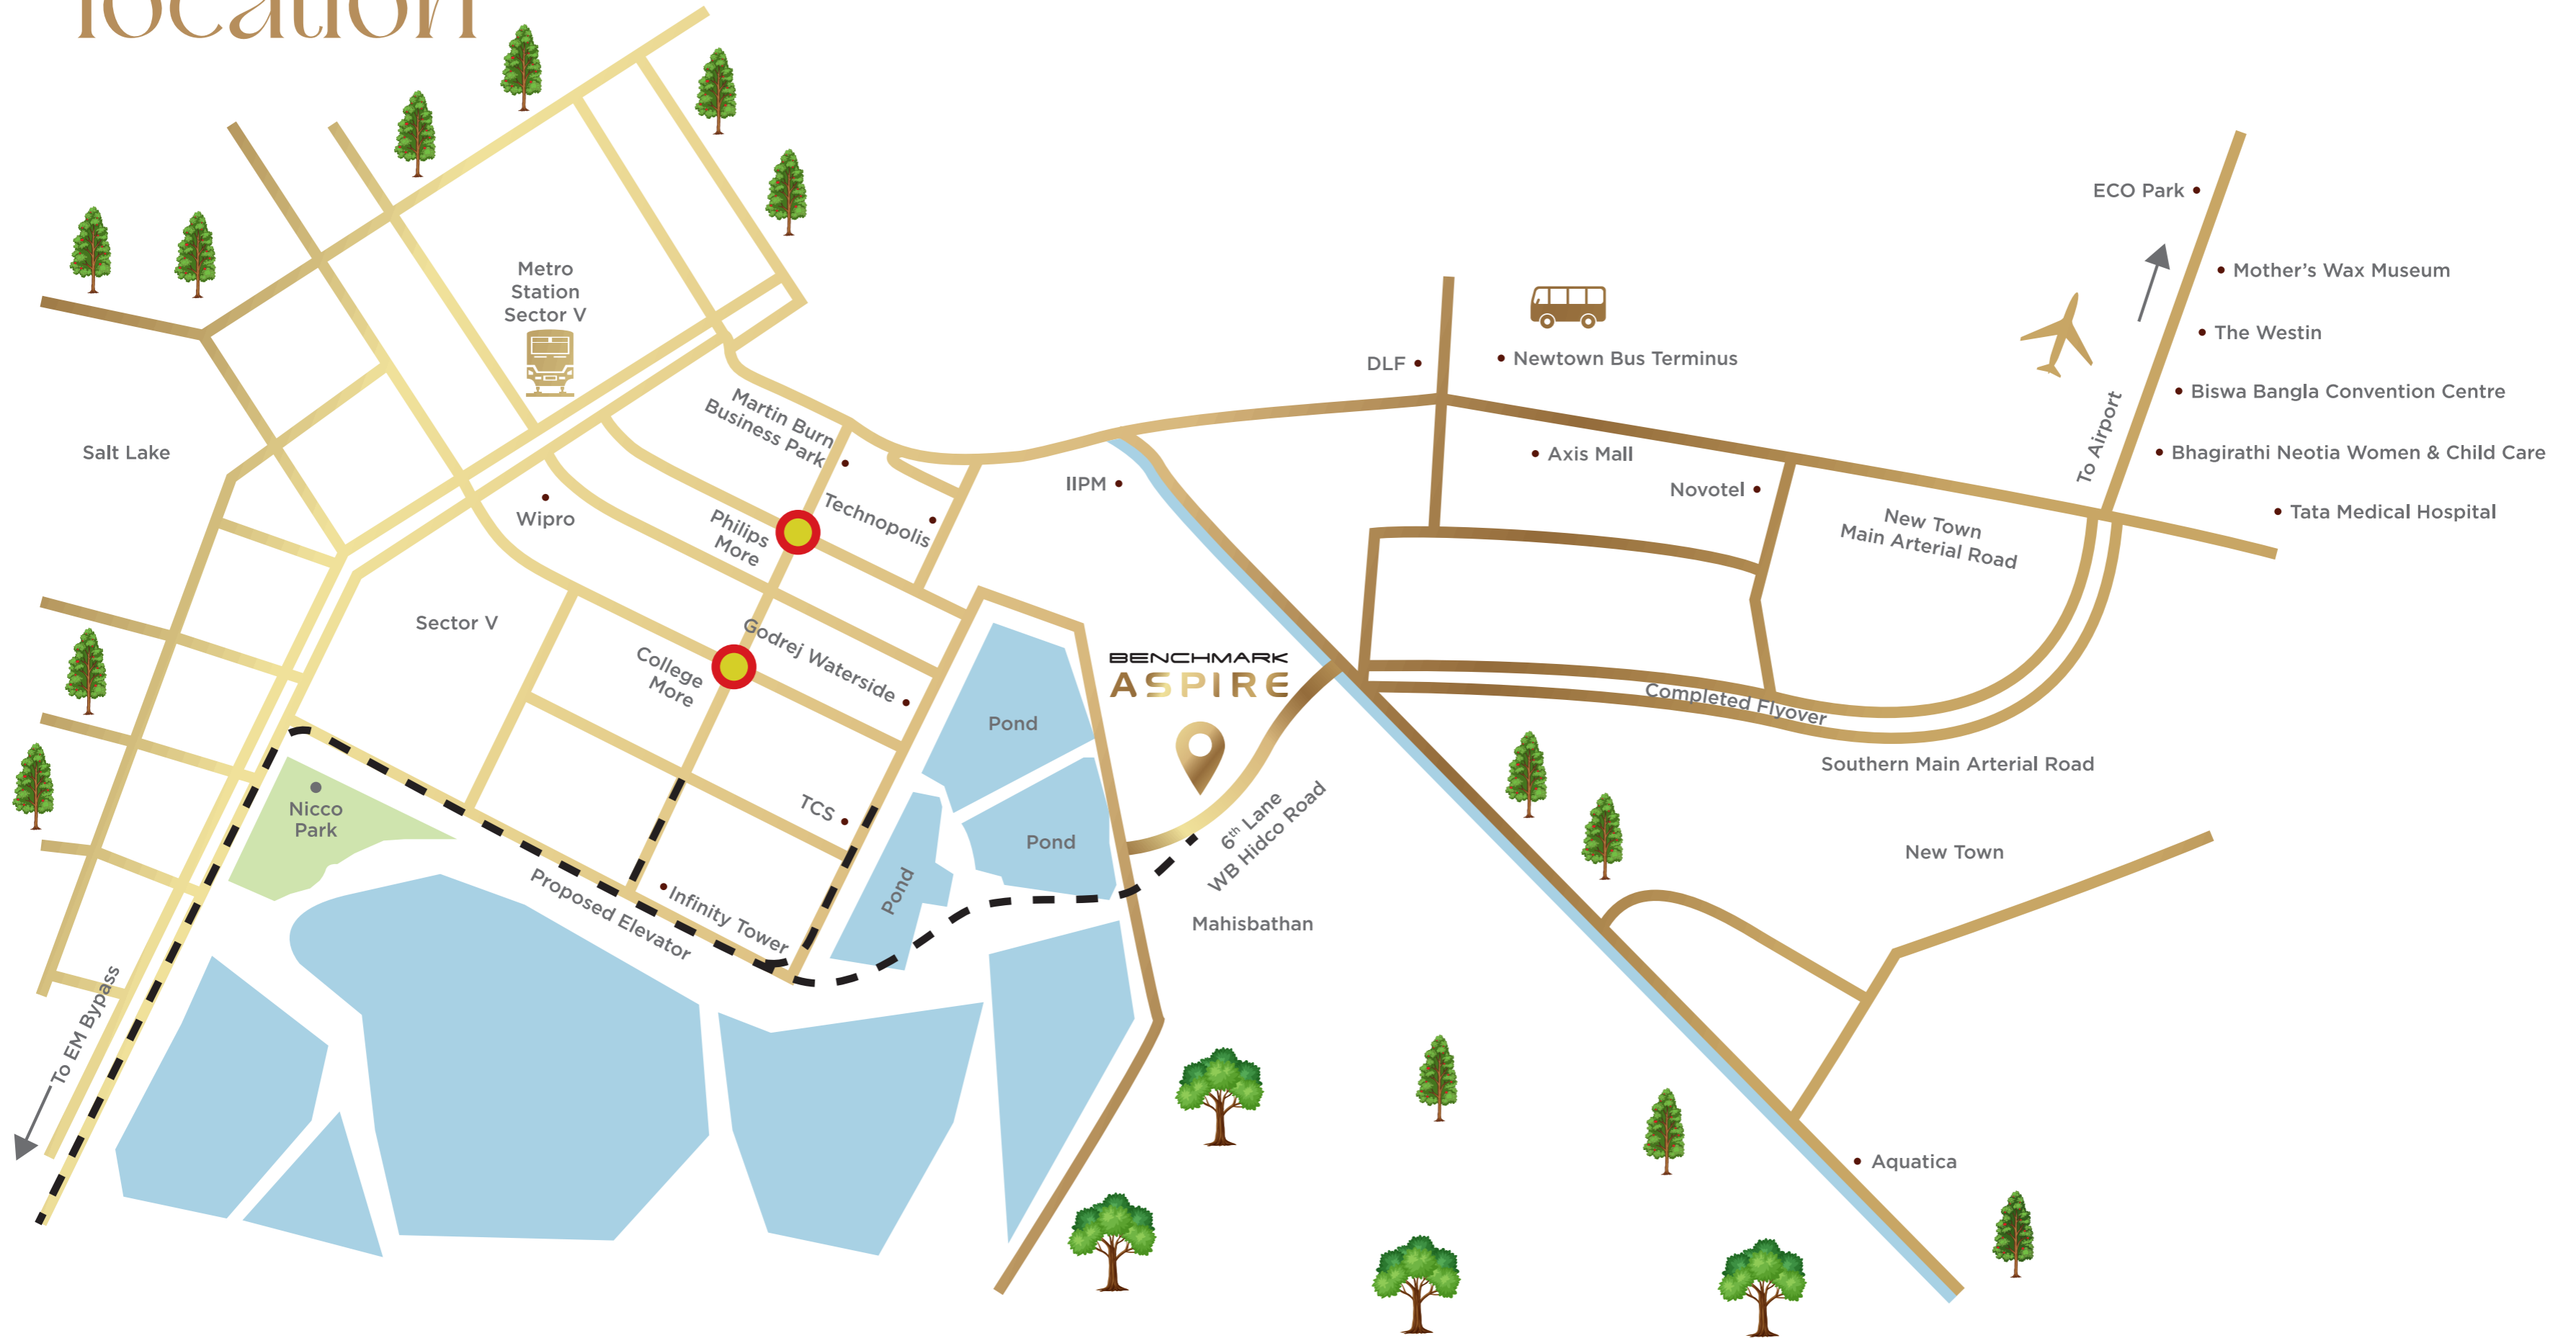 location
Metro
Station
Sector V
Salt Lake
Martin Burn
Business Park
Wipro
Philips
More
Technopolis
Sector V
College
More
Godrej Waterside
TCS
Nicco
Park
Infinity Tower
Proposed Elevator
To EM Bypass
Pond
Pond
Pond
IIPM
BENCHMARK
ASPIRE
6th Lane
WB Hidco Road
Mahisbathan
DLF
Newtown Bus Terminus
Axis Mall
Novotel
New Town
Main Arterial Road
Completed Flyover
Southern Main Arterial Road
New Town
Aquatica
To Airport
ECO Park
Mother's Wax Museum
The Westin
Biswa Bangla Convention Centre
Bhagirathi Neotia Women & Child Care
Tata Medical Hospital